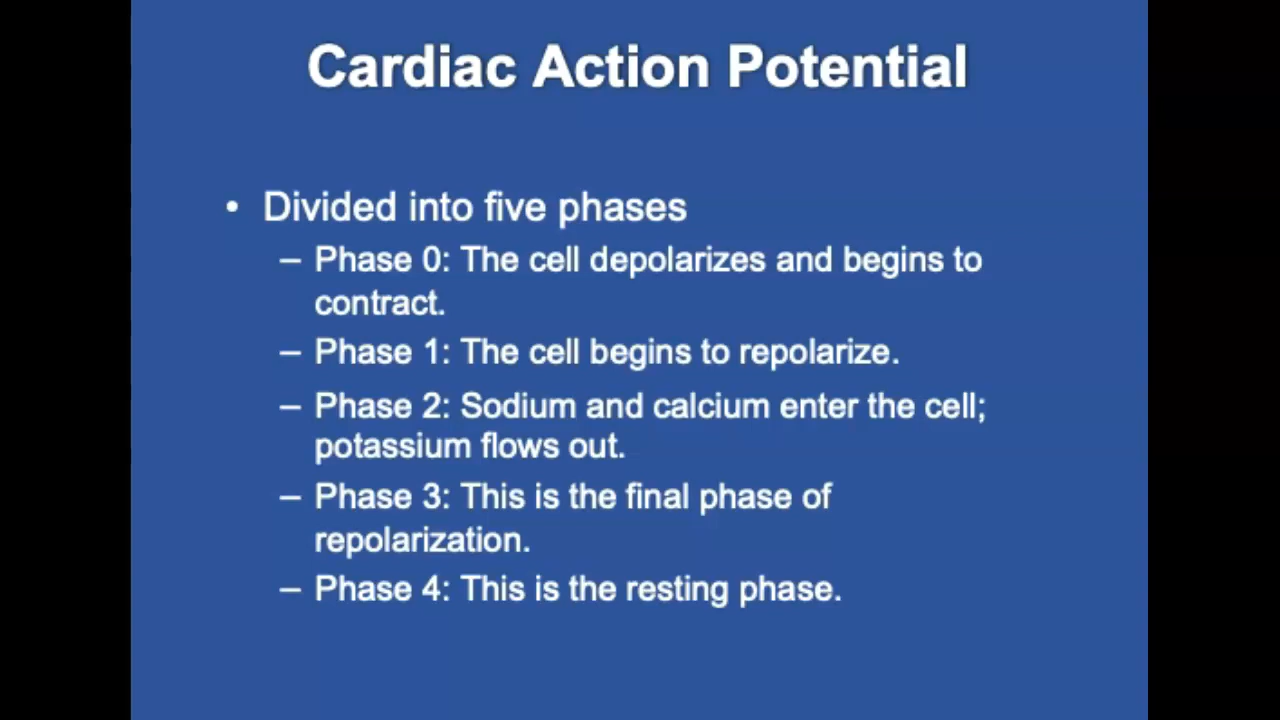 Cardiac Action Potential
• Divided into five phases
– Phase 0: The cell depolarizes and begins to
contract.
– Phase 1: The cell begins to repolarize.
– Phase 2: Sodium and calcium enter the cell;
potassium flows out.
– Phase 3: This is the final phase of
repolarization.
– Phase 4: This is the resting phase.